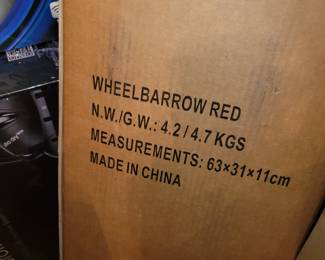 WHEELBARROW RED
N.W./G.W.: 4.2/4.7 KGS
MEASUREMENTS: 63×31×11cm
MADE IN CHINA